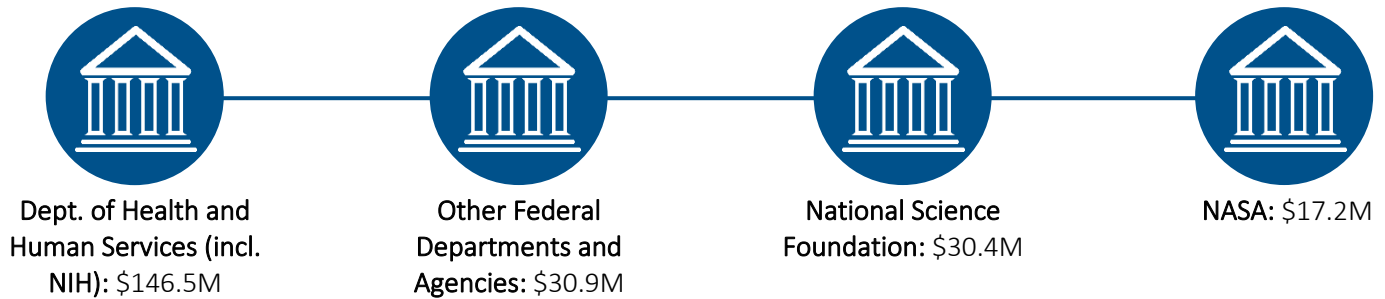 Dept. of Health and
Human Services (incl.
NIH): $146.5M
Other Federal
Departments and
Agencies: $30.9M
National Science
Foundation: $30.4M
NASA: $17.2M